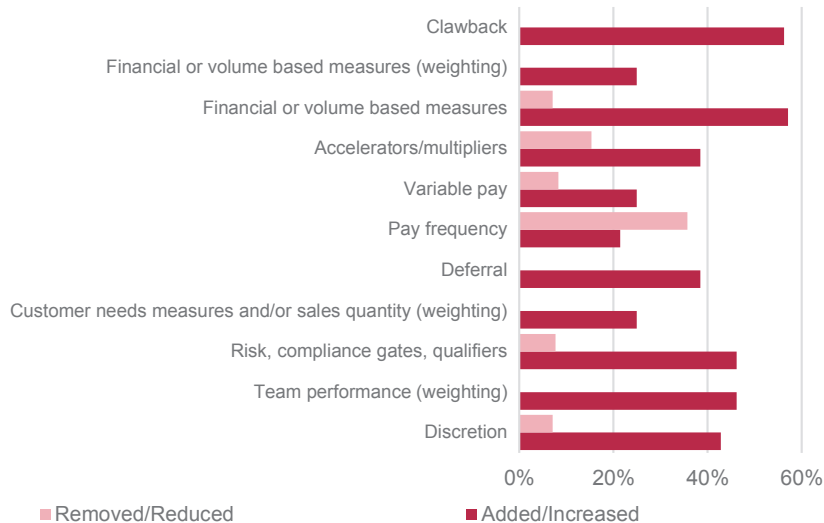 Clawback
Financial or volume based measures (weighting)
Financial or volume based measures
Accelerators/multipliers
Variable pay
Pay frequency
Deferral
Customer needs measures and/or sales quantity (weighting)
Risk, compliance gates, qualifiers
Team performance (weighting)
Discretion
0% 20% 40% 60%
Removed/Reduced Added/Increased